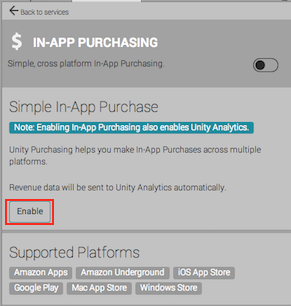 Back to services
$ IN-APP PURCHASING
Simple, cross platform In-App Purchasing.
Simple In-App Purchase
Note: Enabling In-App Purchasing also enables Unity Analytics.
Unity Purchasing helps you make In-App Purchases across multiple
platforms.
Revenue data will be sent to Unity Analytics automatically.
Enable
Supported Platforms
Amazon Apps Amazon Underground iOS App Store
Google Play Mac App Store Windows Store